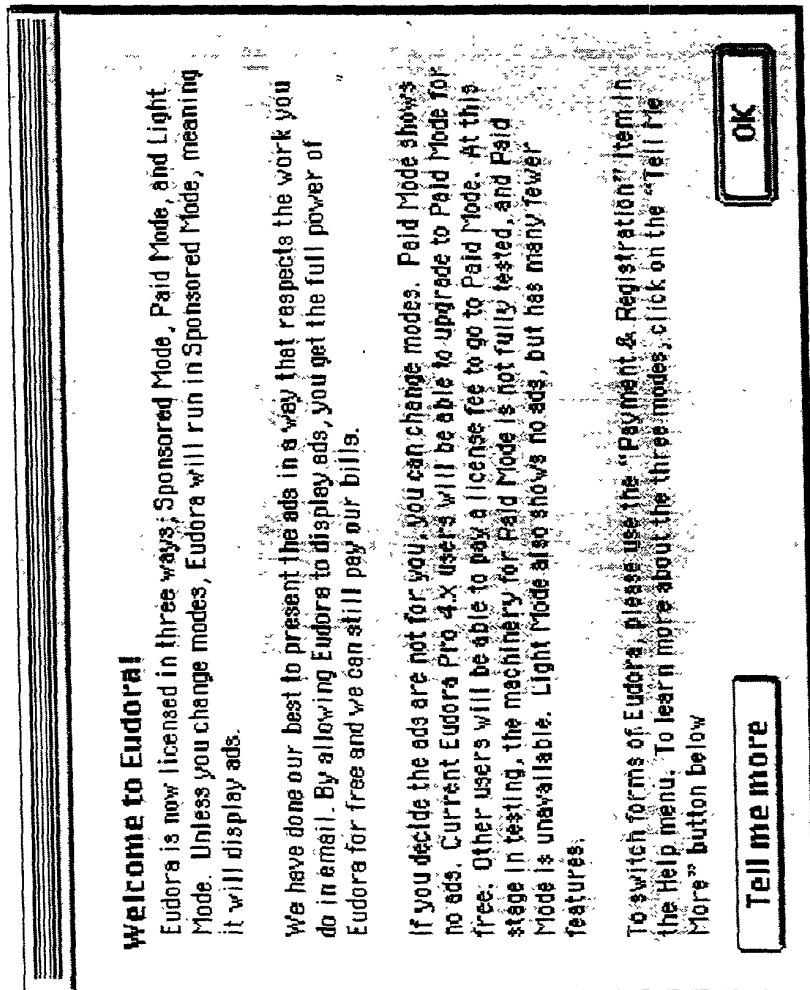 Welcome to Eudora!
Eudora is now licensed in three ways; Sponsored Mode, Paid Mode, and Light
Mode. Unless you change modes, Eudora will run in Sponsored Mode, meaning
it will display ads.
We have done our best to present the ads in a way that respects the work you
do in email. By allowing Eudora to display ads, you get the full power of
Eudora for free and we can still pay our bills.
If you decide the ads are not for you, you can change modes. Paid Mode shows
no ads. Current Eudora Pro 4.X users will be able to upgrade to Paid Mode for
free. Other users will be able to pay a license fee to go to Paid Mode. At this
stage in testing, the machinery for Paid Mode is not fully tested, and Paid
Mode is unavailable. Light Mode also shows no ads, but has many fewer
features.
To switch forms of Eudora, please use the “Payment & Registration” item in
the Help menu. To learn more about the three modes, click on the “Tell Me
More” button below
Tell me more
OK